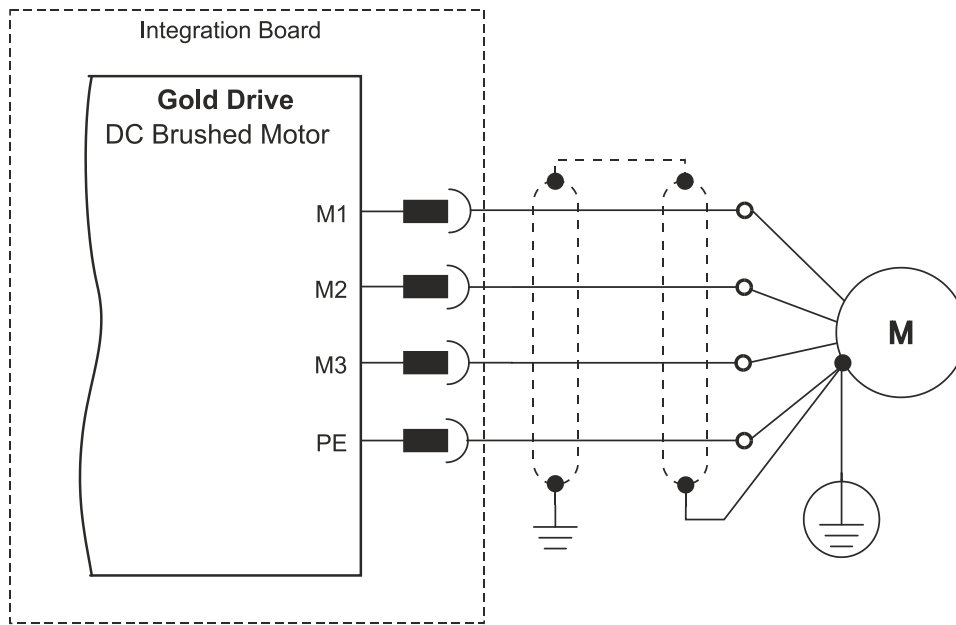 Integration Board
Gold Drive
DC Brushed Motor
M1
M2
M3
PE
M